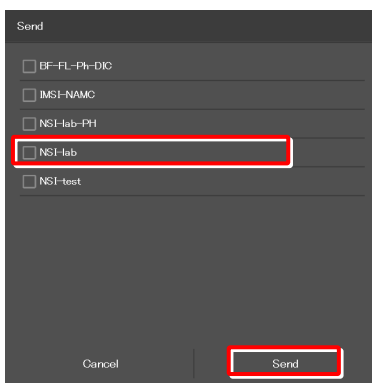 Send
BF-FL-Ph-DIC
IMSI-NAMC
NSI-lab-PH
NSI-lab
NSI-test
Cancel Send